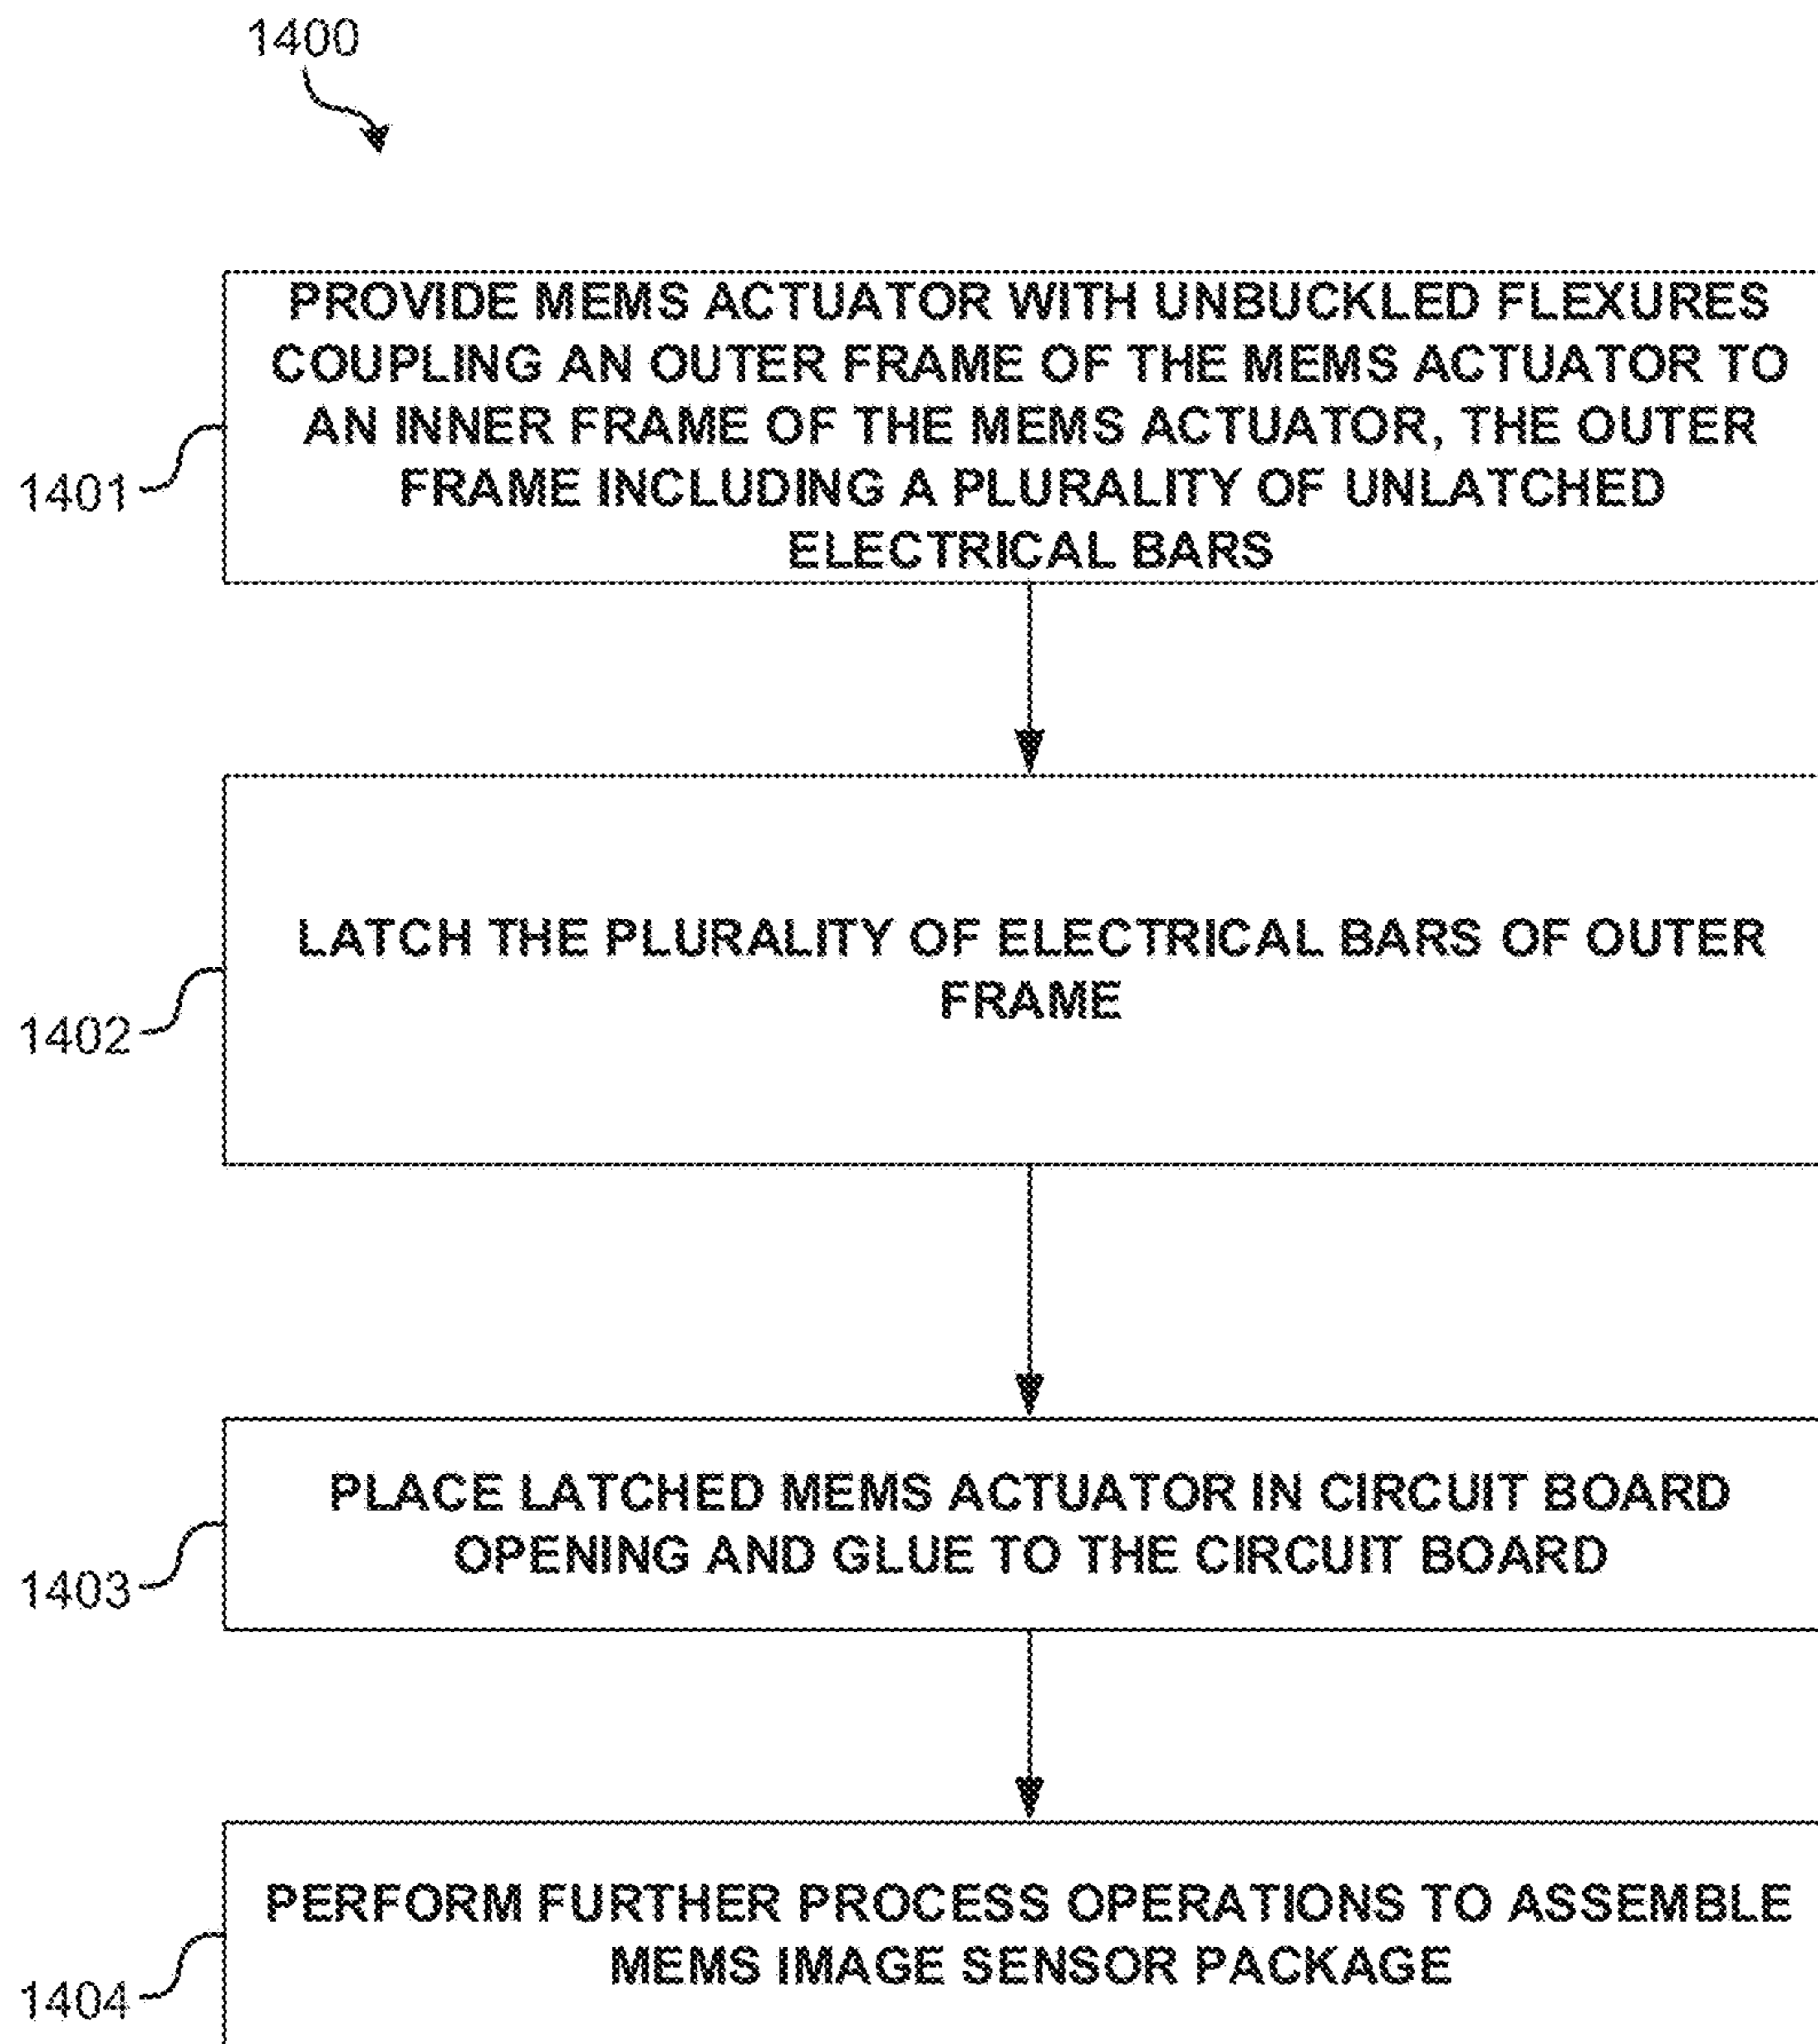 1400
PROVIDE MEMS ACTUATOR WITH UNBUCKLED FLEXURES
COUPLING AN OUTER FRAME OF THE MEMS ACTUATOR TO
AN INNER FRAME OF THE MEMS ACTUATOR, THE OUTER
FRAME INCLUDING A PLURALITY OF UNLATCHED
ELECTRICAL BARS
1401
LATCH THE PLURALITY OF ELECTRICAL BARS OF OUTER
FRAME
1402
PLACE LATCHED MEMS ACTUATOR IN CIRCUIT BOARD
OPENING AND GLUE TO THE CIRCUIT BOARD
1403
PERFORM FURTHER PROCESS OPERATIONS TO ASSEMBLE
MEMS IMAGE SENSOR PACKAGE
1404